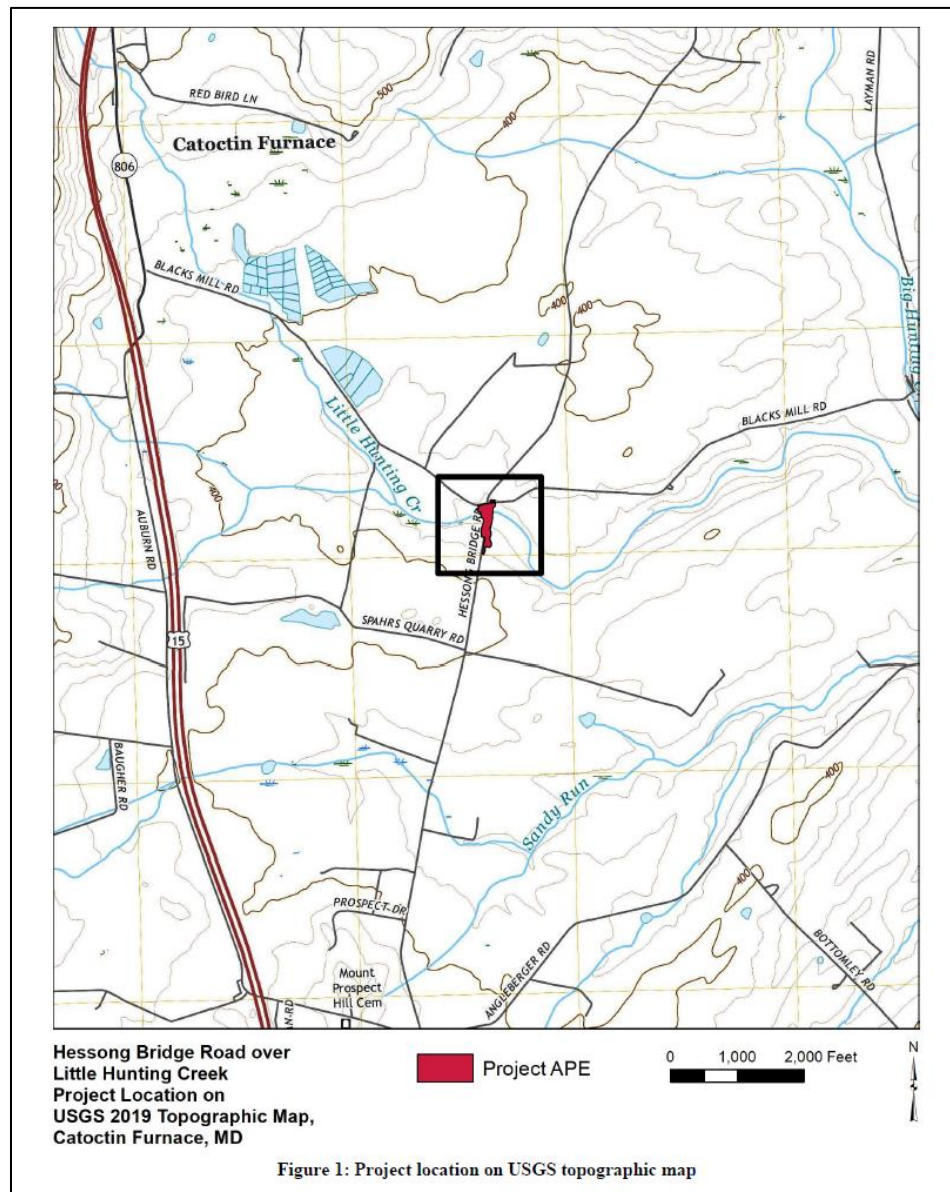 RED BIRD LN
500
LAYMAN RD
400
Catoctin Furnace
806
BLACKS MILL RD
400
400
Big Hunting
Little Hunting Cr
BLACKS MILL RD
400
AUBURN RD
HESSONG BRIDGE RD
SPAHRS QUARRY RD
15
BAUGHER RD
Sandy Run
400
400
PROSPECT DR
ANGLEBERGER RD
BOTTOMLEY RD
Mount
Prospect
Hill Cem
AN RD
Hessong Bridge Road over
Little Hunting Creek
Project Location on
USGS 2019 Topographic Map,
Catoctin Furnace, MD
Project APE
0 1,000 2,000 Feet
N
Figure 1: Project location on USGS topographic map